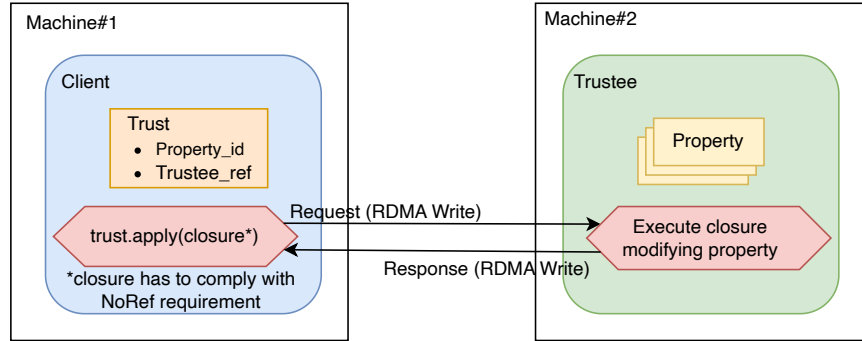 Machine#1
Client
Trust
• Property_id
• Trustee_ref
trust.apply(closure*)
*closure has to comply with
NoRef requirement
Request (RDMA Write)
Response (RDMA Write)
Machine#2
Trustee
Property
Execute closure
modifying property